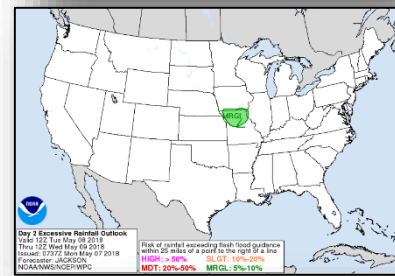 MRGL
NOAA
Day 2 Excessive Rainfall Outlook
Valid 12Z Tue May 08 2018
Thru 12Z Wed May 09 2018
Issued: 0737Z Mon May 07 2018
Forecaster: JACKSON
NOAA/NWS/NCEP/WPC
Risk of rainfall exceeding flash flood guidance
within 25 miles of a point to the right of a line
HIGH: > 50% SLGT: 10%-20%
MDT: 20%-50% MRGL: 5%-10%